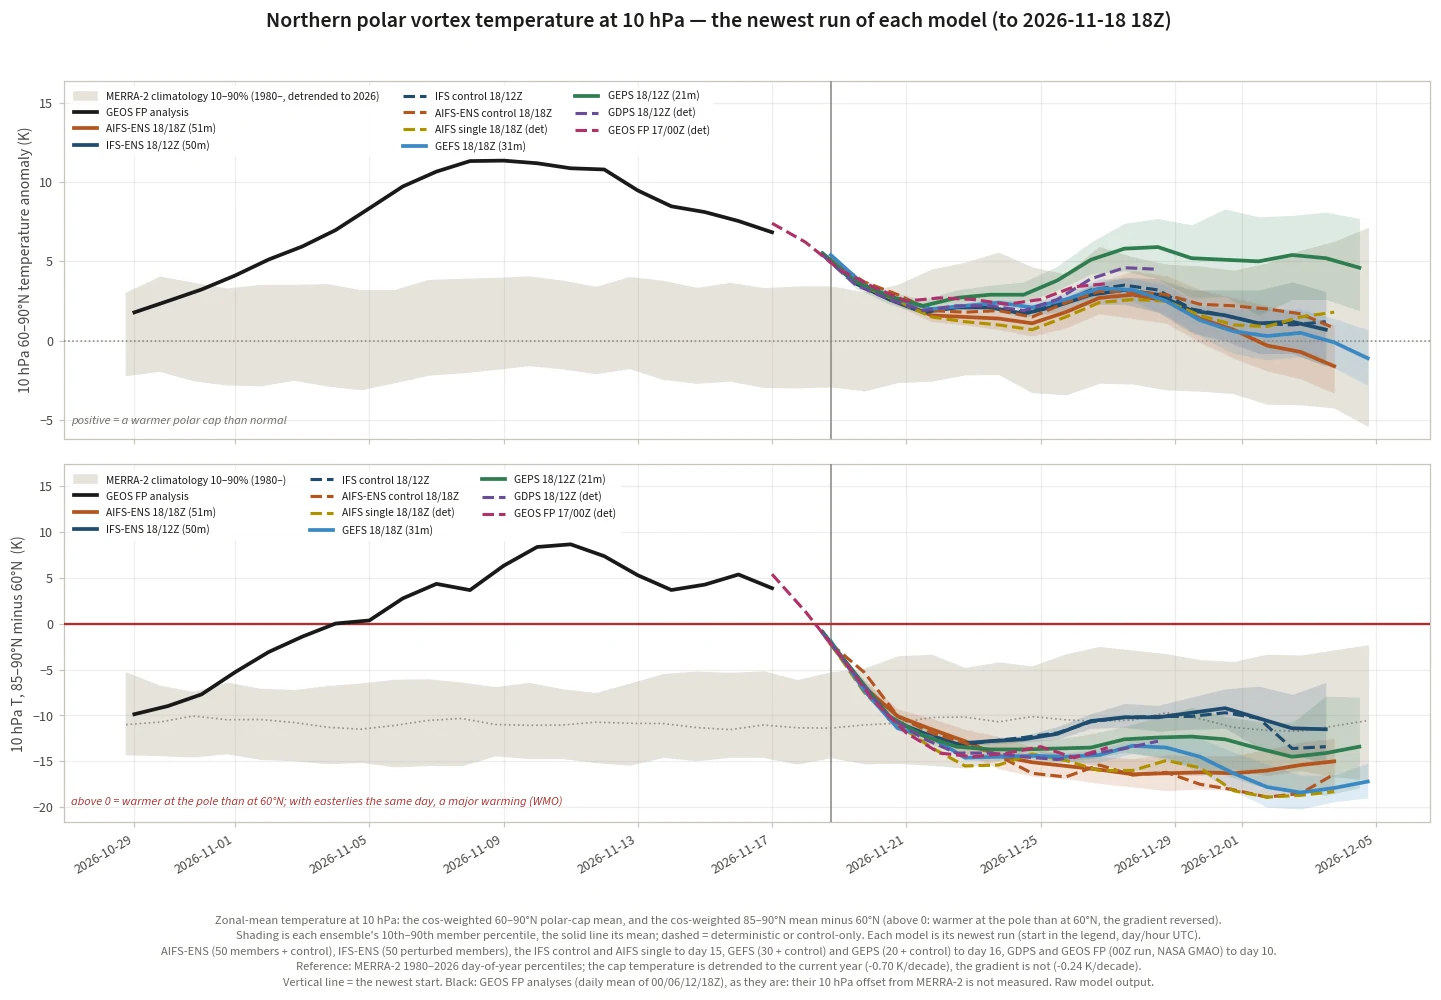 Northern polar vortex temperature at 10 hPa — the newest run of each model (to 2026-11-18 18Z)
10 hPa 60–90°N temperature anomaly (K)
15
10
5
0
−5
MERRA-2 climatology 10–90% (1980–, detrended to 2026)
GEOS FP analysis
AIFS-ENS 18/18Z (51m)
IFS-ENS 18/12Z (50m)
IFS control 18/12Z
AIFS-ENS control 18/18Z
AIFS single 18/18Z (det)
GEFS 18/18Z (31m)
GEPS 18/12Z (21m)
GDPS 18/12Z (det)
GEOS FP 17/00Z (det)
positive = a warmer polar cap than normal
10 hPa T, 85–90°N minus 60°N (K)
15
10
5
0
−5
−10
−15
−20
MERRA-2 climatology 10–90% (1980–)
GEOS FP analysis
AIFS-ENS 18/18Z (51m)
IFS-ENS 18/12Z (50m)
IFS control 18/12Z
AIFS-ENS control 18/18Z
AIFS single 18/18Z (det)
GEFS 18/18Z (31m)
GEPS 18/12Z (21m)
GDPS 18/12Z (det)
GEOS FP 17/00Z (det)
above 0 = warmer at the pole than at 60°N; with easterlies the same day, a major warming (WMO)
2026-10-29
2026-11-01
2026-11-05
2026-11-09
2026-11-13
2026-11-17
2026-11-21
2026-11-25
2026-11-29
2026-12-01
2026-12-05
Zonal-mean temperature at 10 hPa: the cos-weighted 60–90°N polar-cap mean, and the cos-weighted 85–90°N mean minus 60°N (above 0: warmer at the pole than at 60°N, the gradient reversed).
Shading is each ensemble's 10th–90th member percentile, the solid line its mean; dashed = deterministic or control-only. Each model is its newest run (start in the legend, day/hour UTC).
AIFS-ENS (50 members + control), IFS-ENS (50 perturbed members), the IFS control and AIFS single to day 15, GEFS (30 + control) and GEPS (20 + control) to day 16, GDPS and GEOS FP (00Z run, NASA GMAO) to day 10.
Reference: MERRA-2 1980–2026 day-of-year percentiles; the cap temperature is detrended to the current year (-0.70 K/decade), the gradient is not (-0.24 K/decade).
Vertical line = the newest start. Black: GEOS FP analyses (daily mean of 00/06/12/18Z), as they are: their 10 hPa offset from MERRA-2 is not measured. Raw model output.